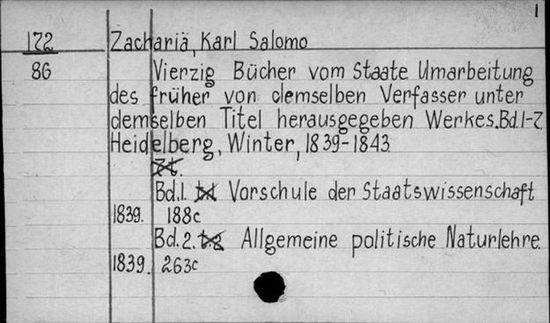 1
172 Zachariä, Karl Salomo
86 Vierzig Bücher vom Staate Umarbeitung
des früher von demselben Verfasser unter
demselben Titel herausgegeben Werkes. Bd.1-7
Heidelberg, Winter, 1839-1843.
Bd.1. Vorschule der Staatswissenschaft
1839. 188c
Bd.2. Allgemeine politische Naturlehre.
1839. 263c